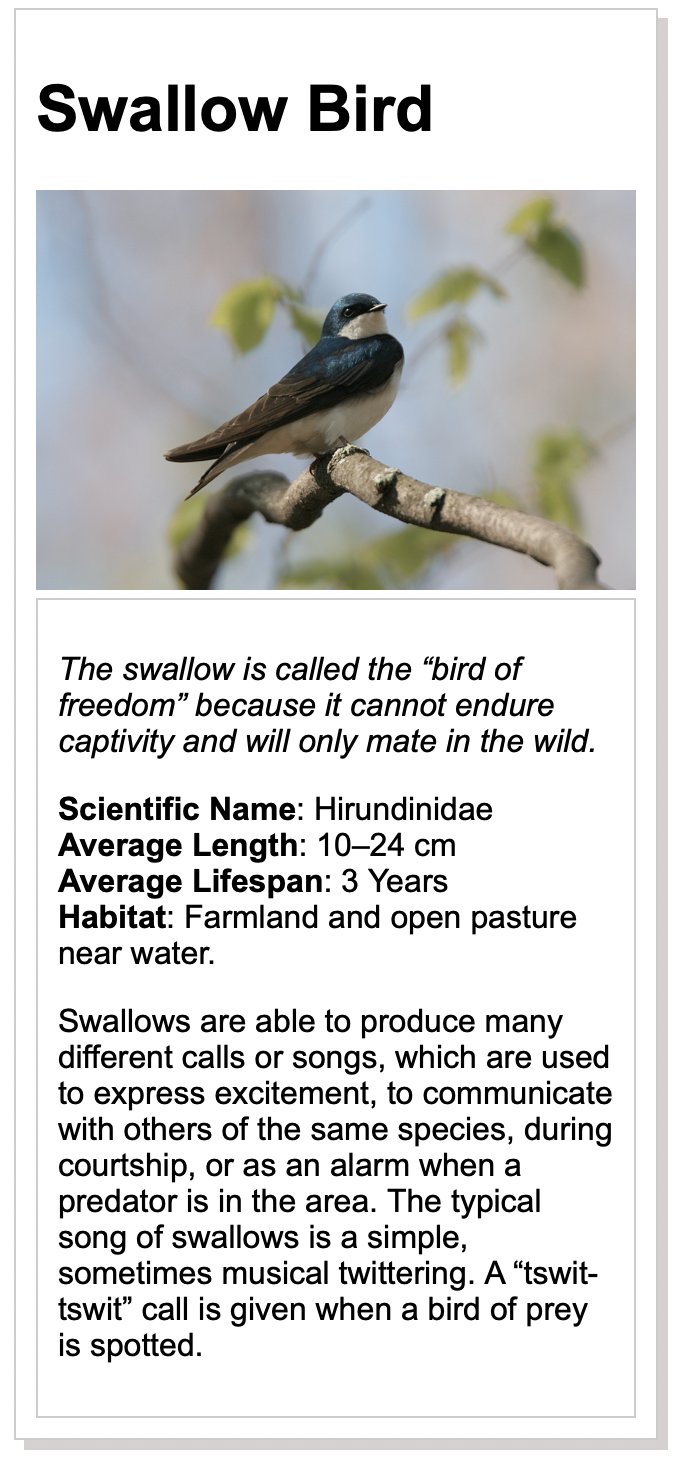 Swallow Bird
The swallow is called the “bird of
freedom” because it cannot endure
captivity and will only mate in the wild.
Scientific Name: Hirundinidae
Average Length: 10–24 cm
Average Lifespan: 3 Years
Habitat: Farmland and open pasture
near water.
Swallows are able to produce many
different calls or songs, which are used
to express excitement, to communicate
with others of the same species, during
courtship, or as an alarm when a
predator is in the area. The typical
song of swallows is a simple,
sometimes musical twittering. A “tswit-
tswit” call is given when a bird of prey
is spotted.